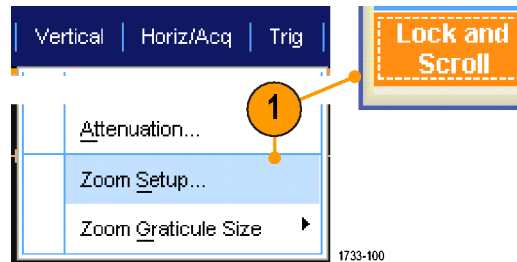 Vertical | Horiz/Acq | Trig
Lock and
Scroll
1
Attenuation...
Zoom Setup...
Zoom Graticule Size
1733-100